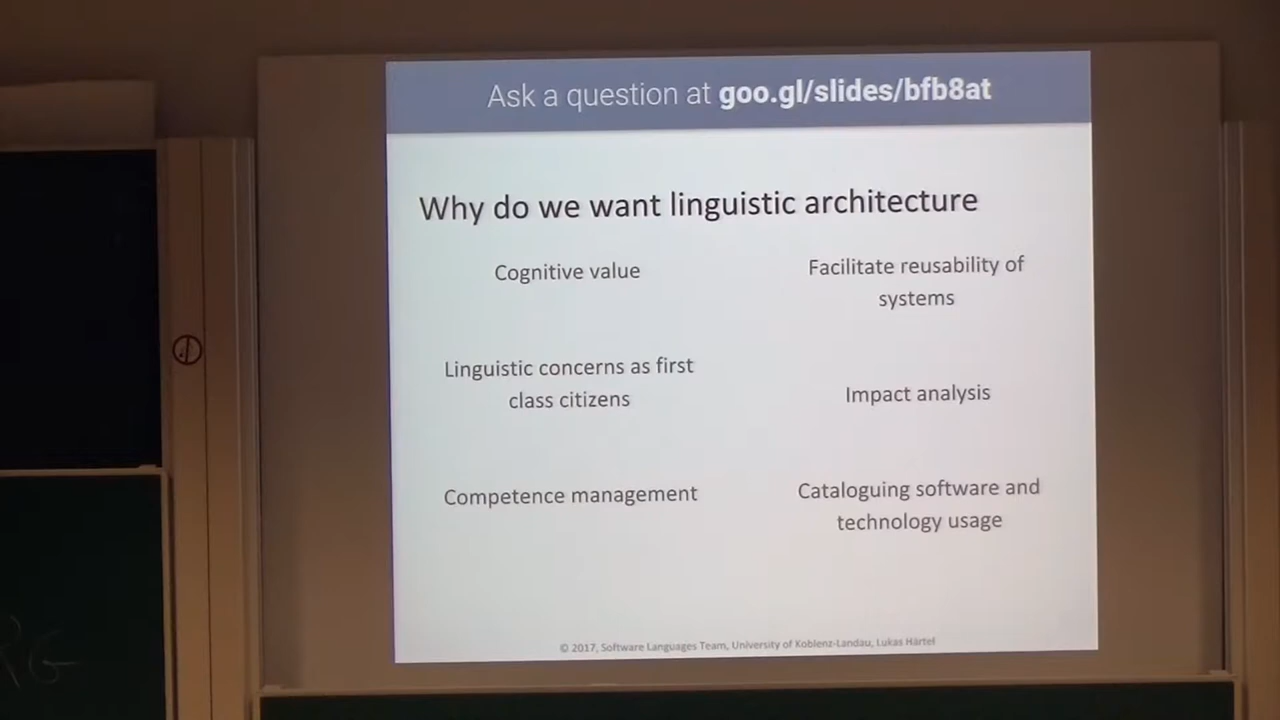 Ask a question at goo.gl/slides/bfb8at
Why do we want linguistic architecture
Cognitive value
Facilitate reusability of
systems
Linguistic concerns as first
class citizens
Impact analysis
Competence management
Cataloguing software and
technology usage
© 2017, Software Languages Team, University of Koblenz-Landau, Lukas Härtel